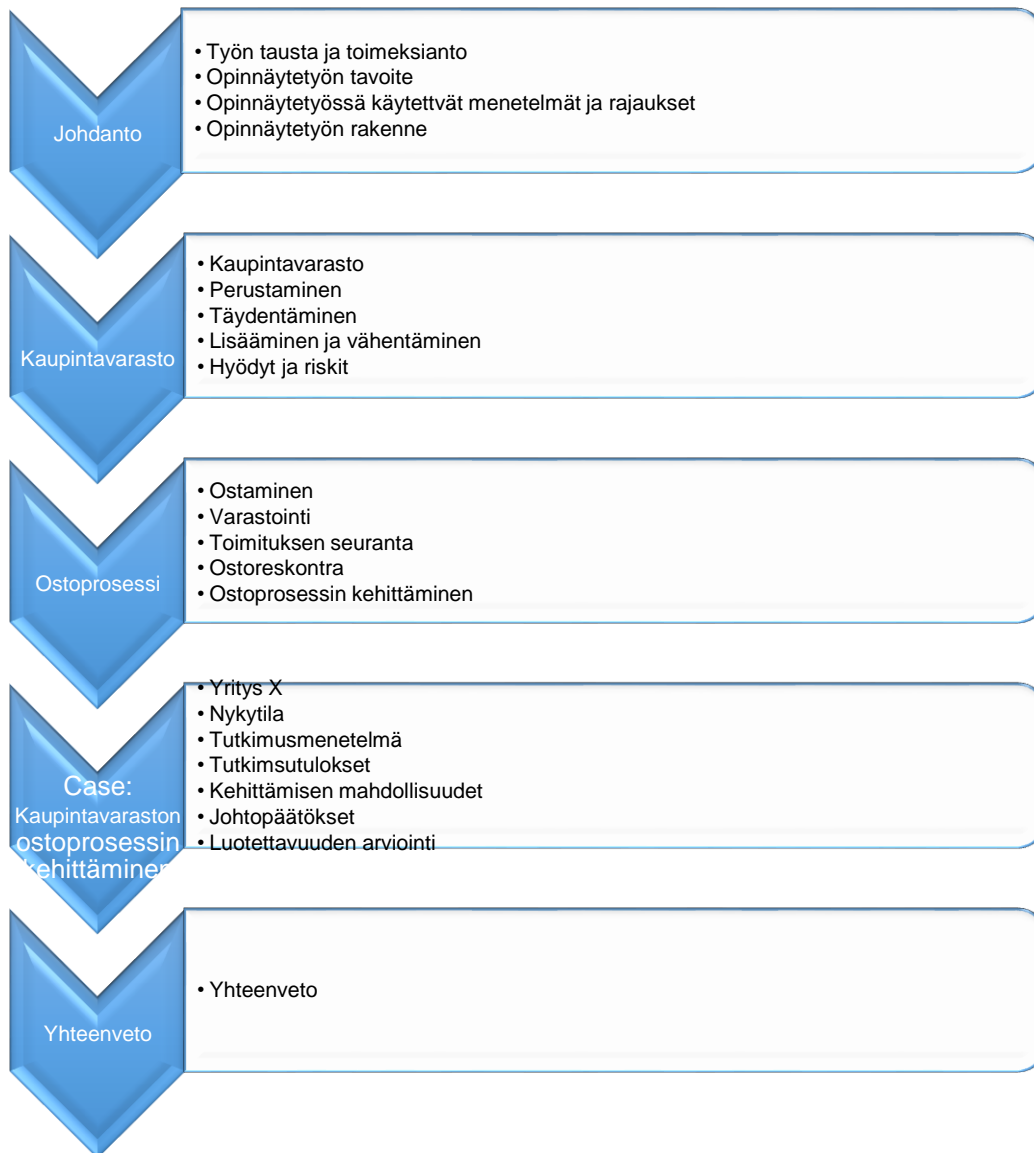 Johdanto
• Työn tausta ja toimeksianto
• Opinnäytetyön tavoite
• Opinnäytetyössä käytettvät menetelmät ja rajaukset
• Opinnäytetyön rakenne
Kaupintavarasto
• Kaupintavarasto
• Perustaminen
• Täydentäminen
• Lisääminen ja vähentäminen
• Hyödyt ja riskit
Ostoprosessi
• Ostaminen
• Varastointi
• Toimituksen seuranta
• Ostoreskontra
• Ostoprosessin kehittäminen
Case:
Kaupintavaraston
ostoprosessin
kehittäminen
• Yritys X
• Nykytila
• Tutkimusmenetelmä
• Tutkimsutulokset
• Kehittämisen mahdollisuudet
• Johtopäätökset
• Luotettavuuden arviointi
Yhteenveto
• Yhteenveto